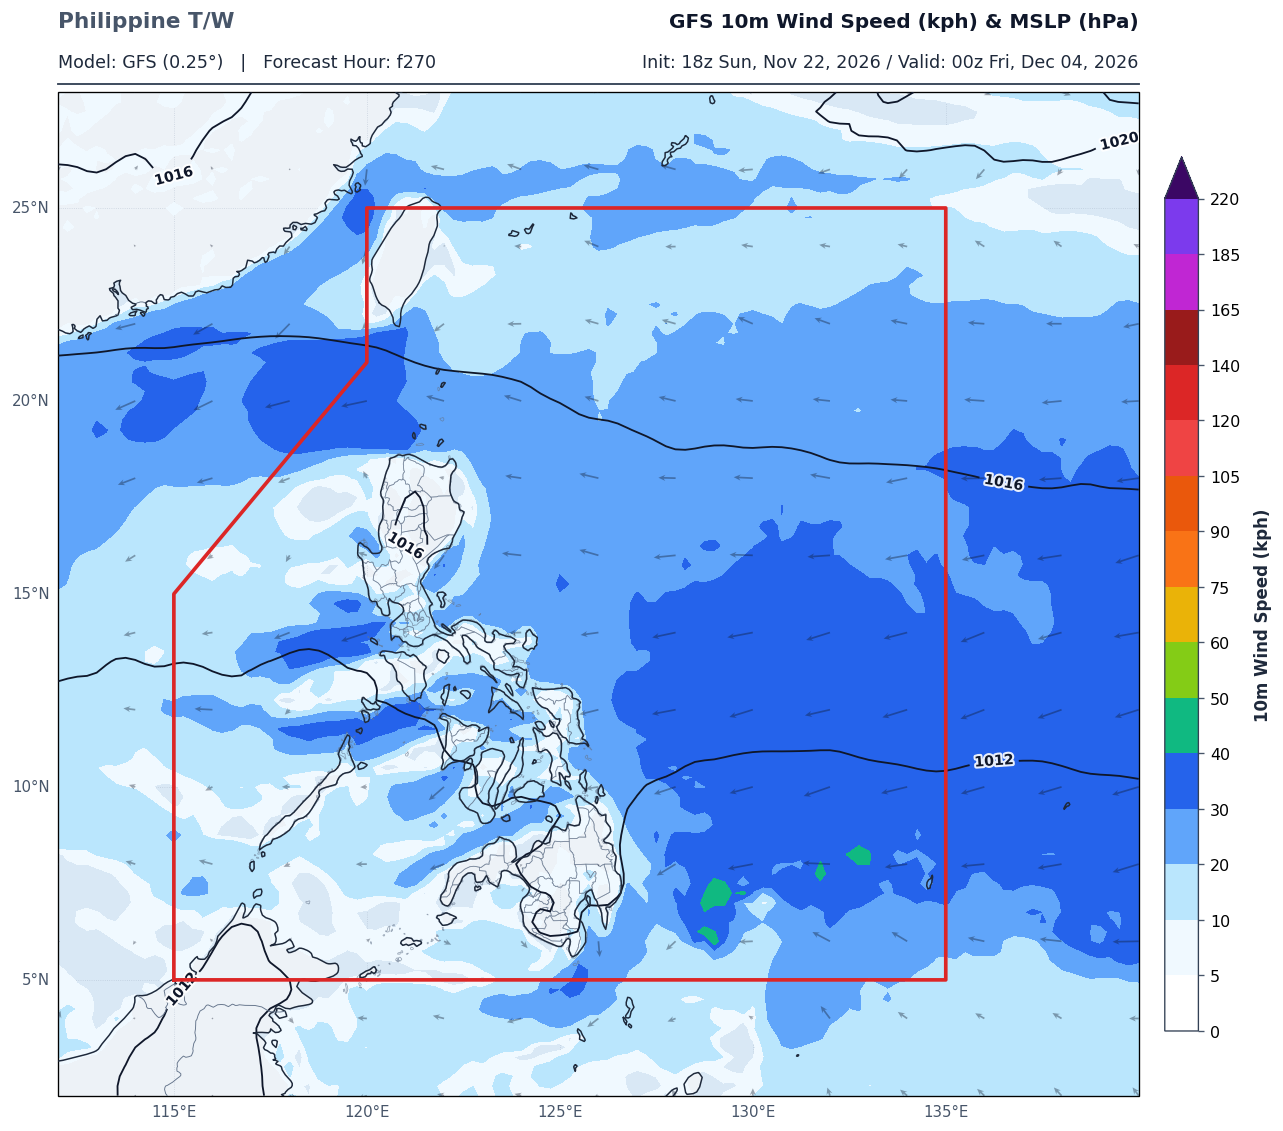 Philippine T/W
GFS 10m Wind Speed (kph) & MSLP (hPa)
Model: GFS (0.25°) | Forecast Hour: f270
Init: 18z Sun, Nov 22, 2026 / Valid: 00z Fri, Dec 04, 2026
1016
1020
1016
1016
1012
1012
25°N
20°N
15°N
10°N
5°N
115°E
120°E
125°E
130°E
135°E
220
185
165
140
120
105
90
75
60
50
40
30
20
10
5
0
10m Wind Speed (kph)